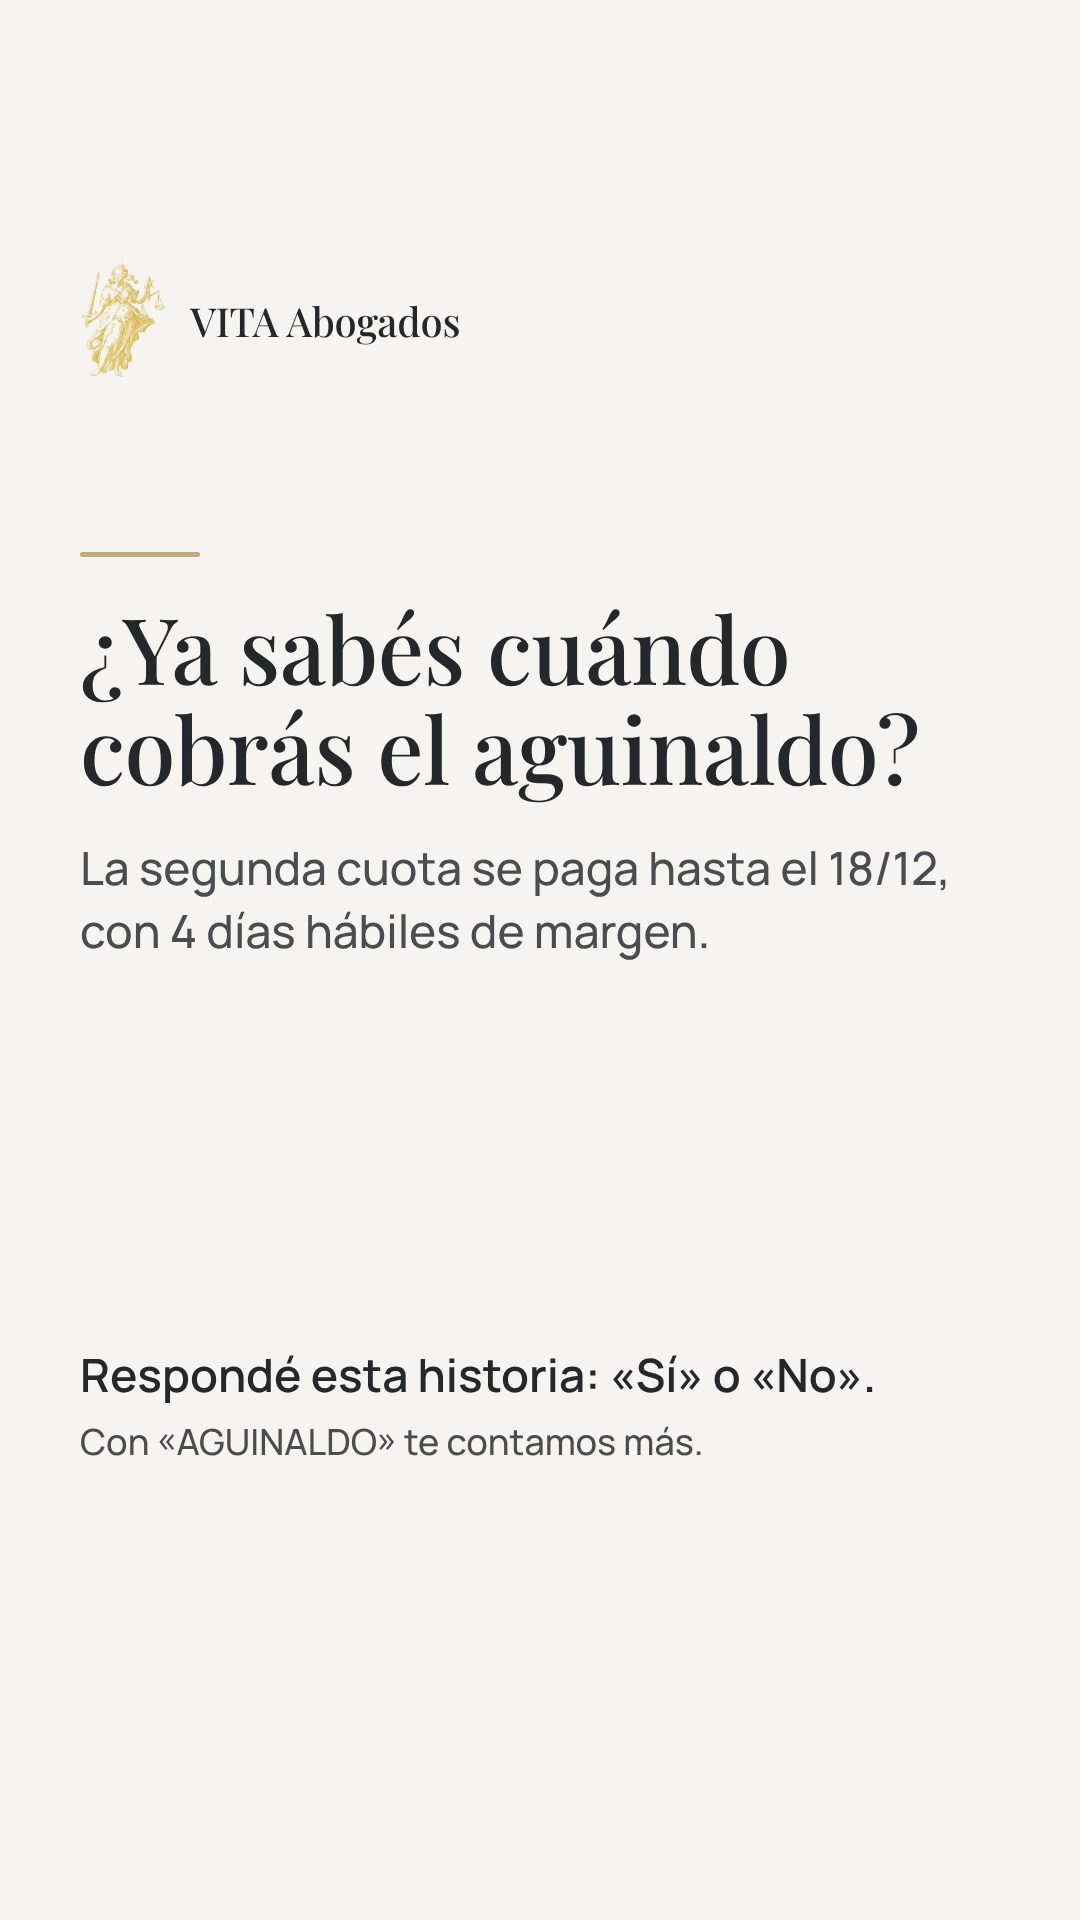 VITA Abogados
¿Ya sabés cuándo
cobrás el aguinaldo?
La segunda cuota se paga hasta el 18/12,
con 4 días hábiles de margen.
Respondé esta historia: «Sí» o «No».
Con «AGUINALDO» te contamos más.